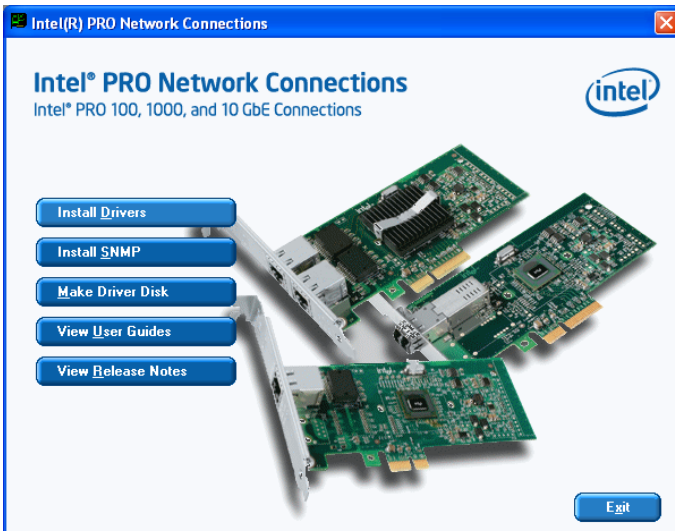 Intel(R) PRO Network Connections
Intel® PRO Network Connections
Intel® PRO 100, 1000, and 10 GbE Connections
intel
Install Drivers
Install SNMP
Make Driver Disk
View User Guides
View Release Notes
Exit